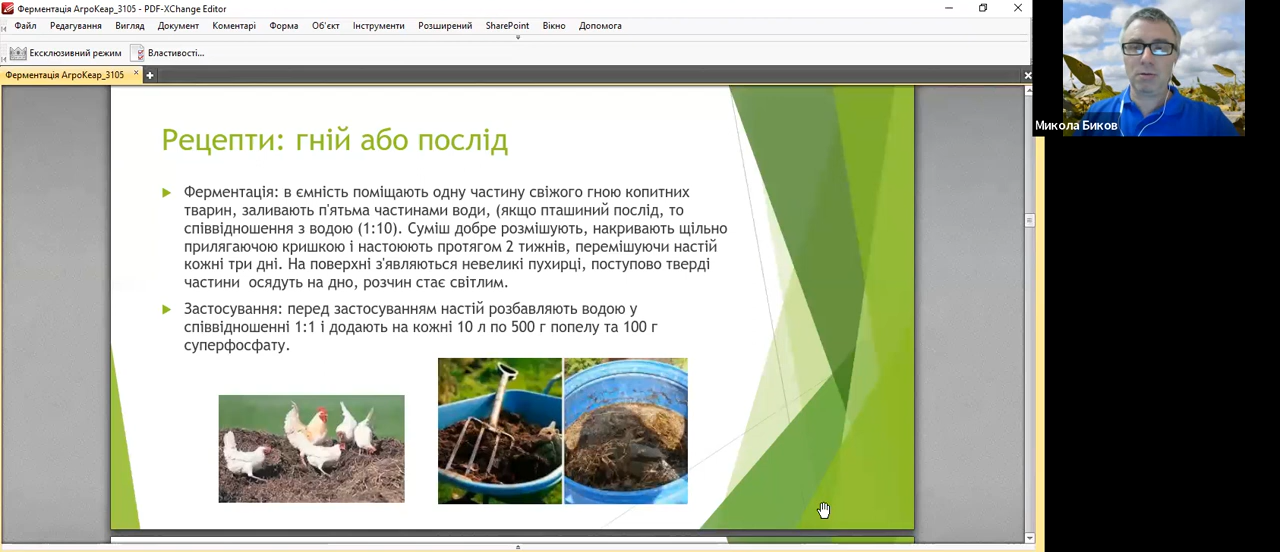 Ферментація АгроКеар_3105 - PDF-XChange Editor
Файл Редагування Вигляд Документ Коментарі Форма Об'єкт Інструменти Розширений SharePoint Вікно Допомога
Ексклюзивний режим Властивості...
Ферментація АгроКеар_3105
Рецепти: гній або послід
Ферментація: в ємність поміщають одну частину свіжого гною копитних
тварин, заливають п'ятьма частинами води, (якщо пташиний послід, то
співвідношення з водою (1:10). Суміш добре розмішують, накривають щільно
прилягаючою кришкою і настоюють протягом 2 тижнів, перемішуючи настій
кожні три дні. На поверхні з'являються невеликі пухирці, поступово тверді
частини осядуть на дно, розчин стає світлим.
Застосування: перед застосуванням настій розбавляють водою у
співвідношенні 1:1 і додають на кожні 10 л по 500 г попелу та 100 г
суперфосфату.
Микола Биков